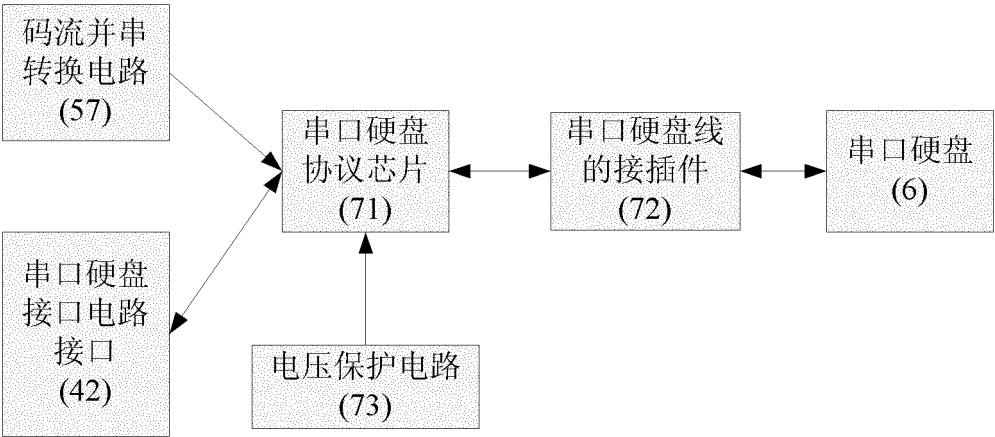 码流并串
转换电路
(57)
串口硬盘
协议芯片
(71)
串口硬盘线
的接插件
(72)
串口硬盘
(6)
串口硬盘
接口电路
接口
(42)
电压保护电路
(73)